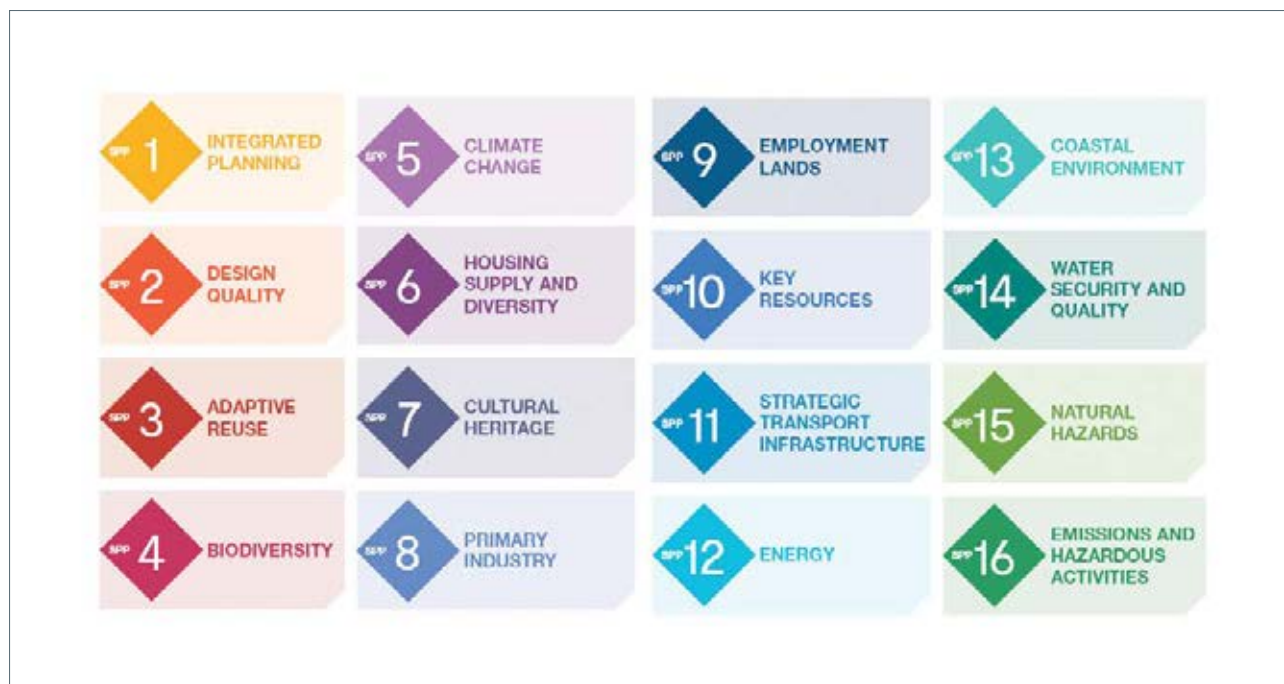 SPP 1 INTEGRATED
PLANNING
SPP 2 DESIGN
QUALITY
SPP 3 ADAPTIVE
REUSE
SPP 4 BIODIVERSITY
SPP 5 CLIMATE
CHANGE
SPP 6 HOUSING
SUPPLY AND
DIVERSITY
SPP 7 CULTURAL
HERITAGE
SPP 8 PRIMARY
INDUSTRY
SPP 9 EMPLOYMENT
LANDS
SPP 10 KEY
RESOURCES
SPP 11 STRATEGIC
TRANSPORT
INFRASTRUCTURE
SPP 12 ENERGY
SPP 13 COASTAL
ENVIRONMENT
SPP 14 WATER
SECURITY AND
QUALITY
SPP 15 NATURAL
HAZARDS
SPP 16 EMISSIONS AND
HAZARDOUS
ACTIVITIES